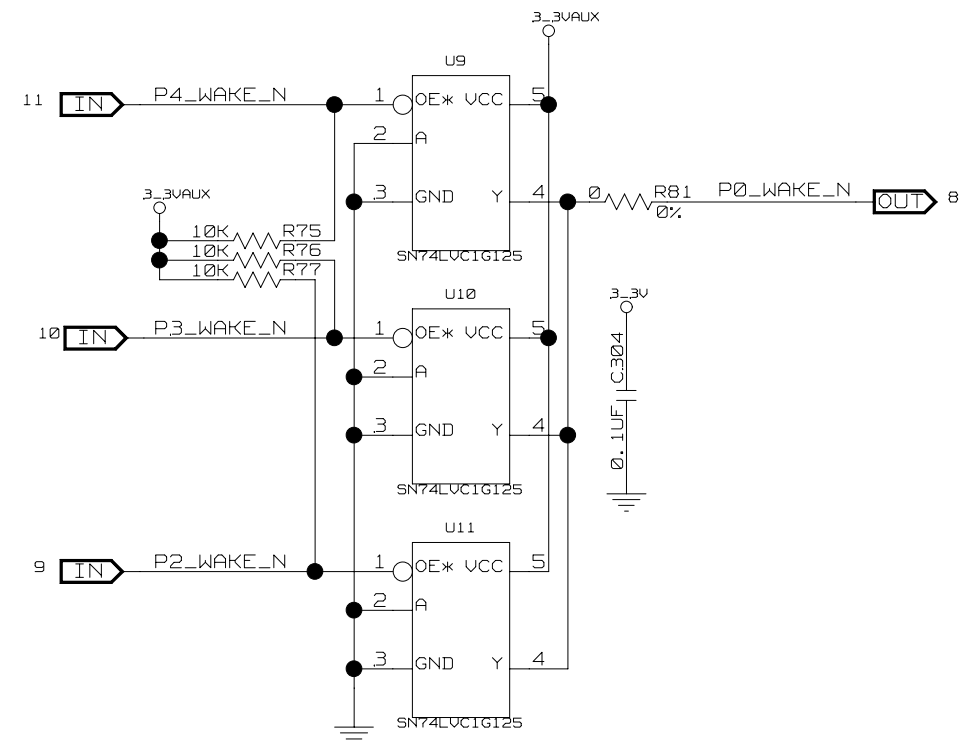 3_3VAUX
U9
11 IN P4_WAKE_N 1 OE* VCC 5
2 A
3 GND Y 4 0 R81 P0_WAKE_N OUT 8
0%
SN74LVC1G125
3_3VAUX
10K R75
10K R76
10K R77
U10
3_3V
10 IN P3_WAKE_N 1 OE* VCC 5
2 A
C304
0.1UF
3 GND Y 4
SN74LVC1G125
U11
9 IN P2_WAKE_N 1 OE* VCC 5
2 A
3 GND Y 4
SN74LVC1G125